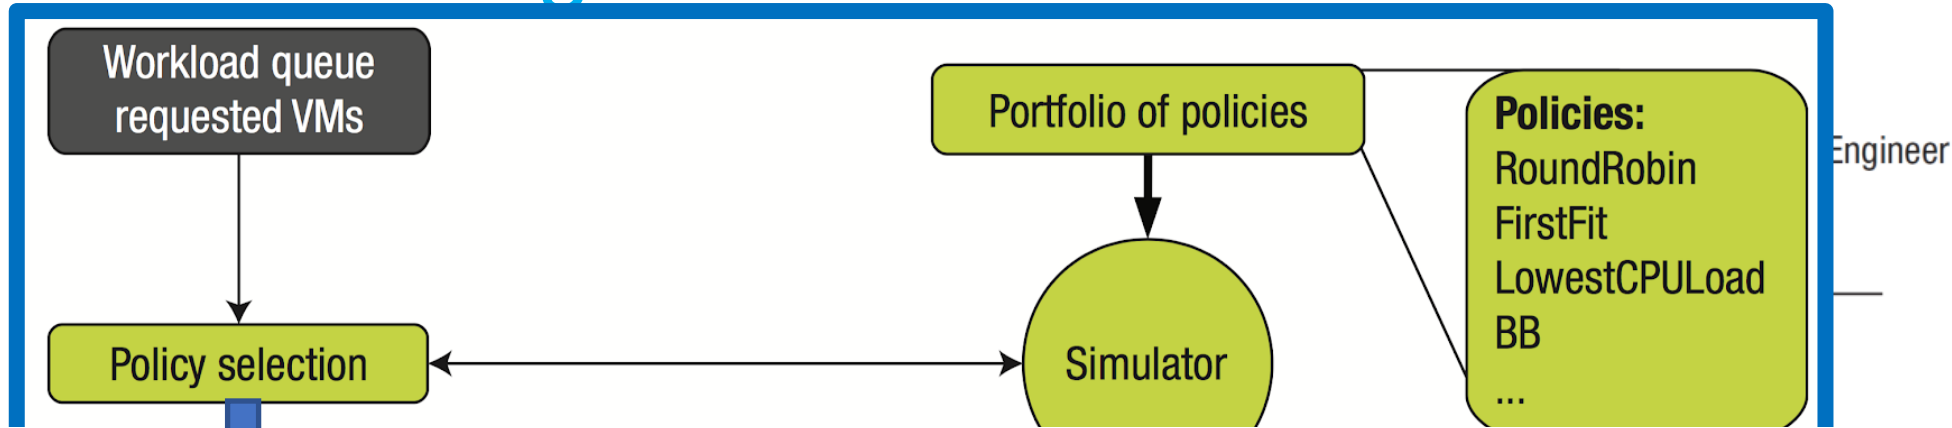 Workload queue
requested VMs
Portfolio of policies
Policies:
RoundRobin
FirstFit
LowestCPULoad
BB
...
Engineer
Policy selection
Simulator